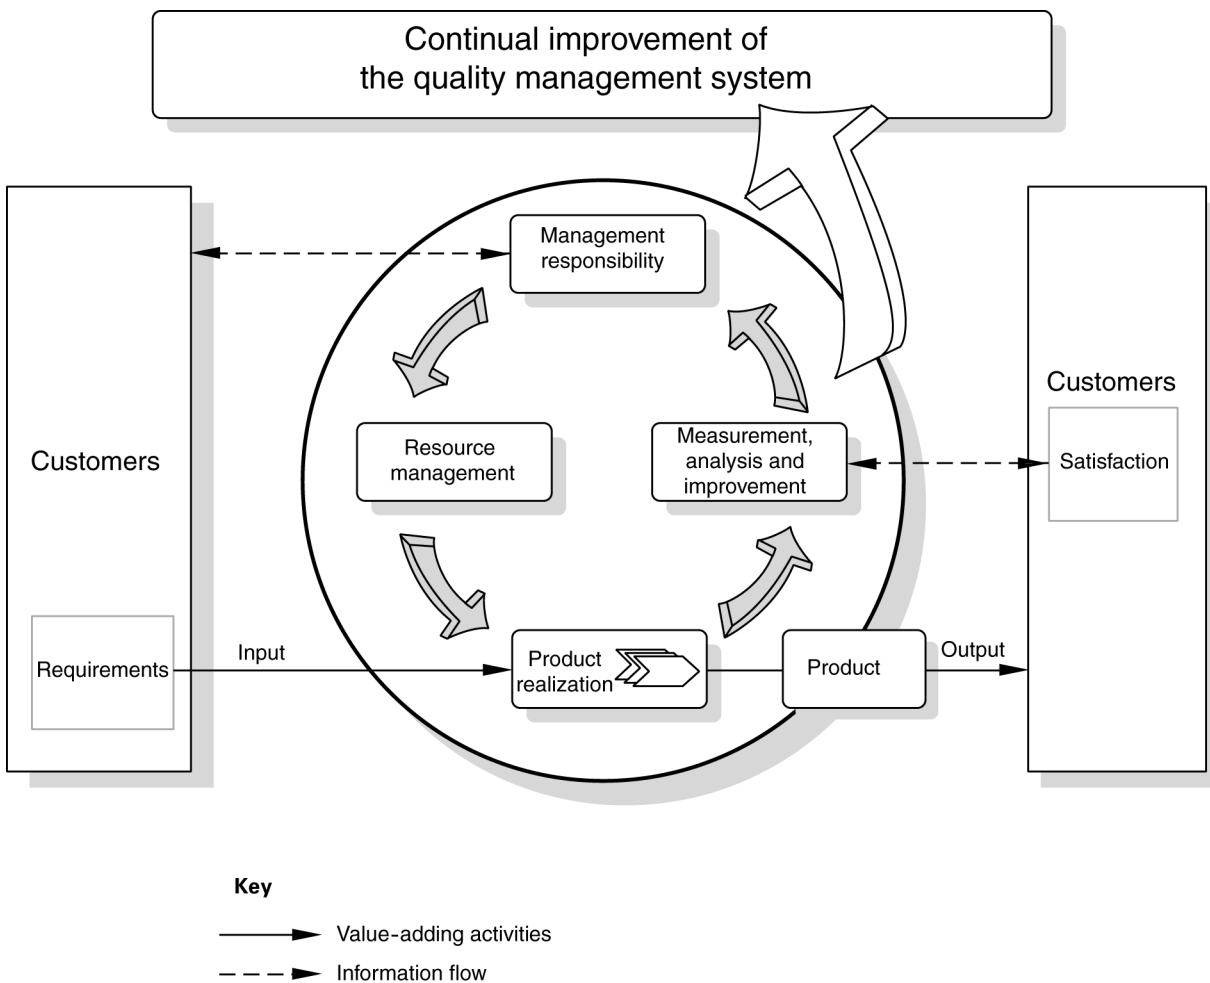 Continual improvement of
the quality management system
Management
responsibility
Customers
Resource
management
Measurement,
analysis and
improvement
Customers
Satisfaction
Requirements
Input
Product
realization
Product
Output
Key
Value-adding activities
Information flow